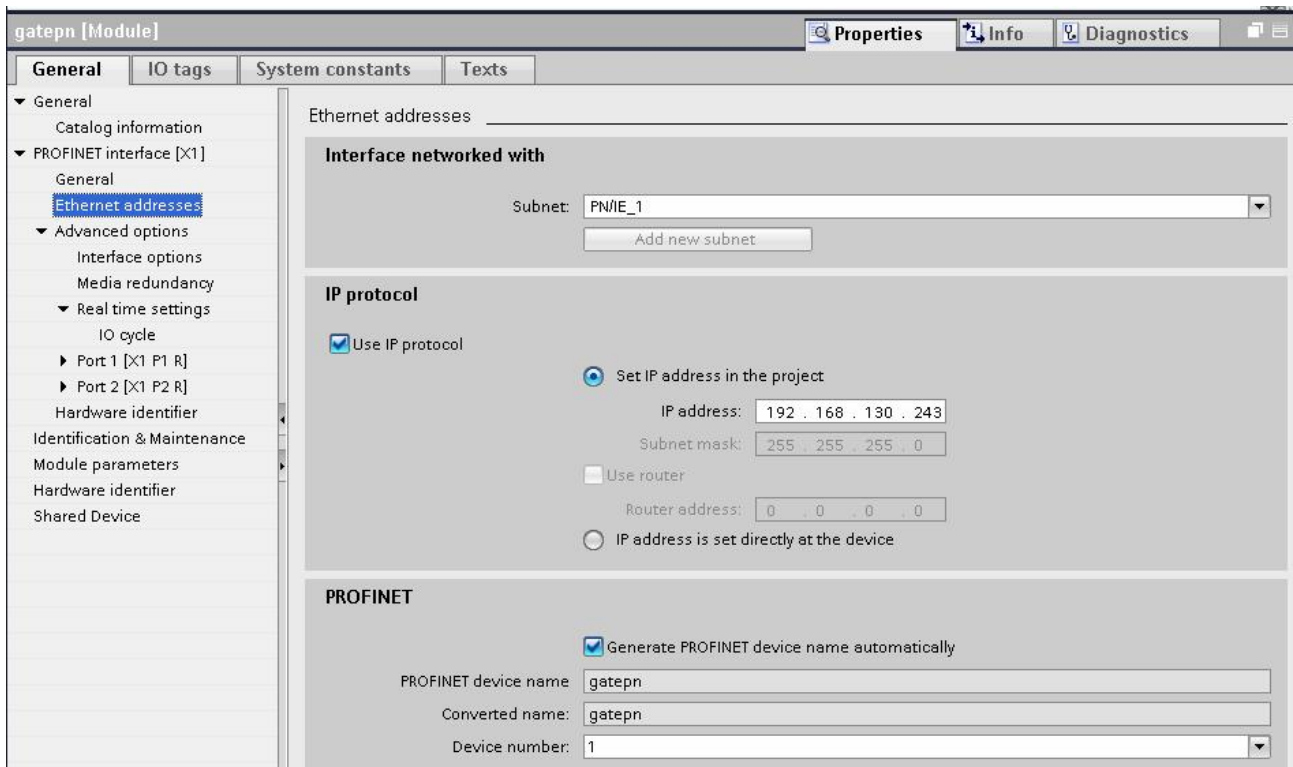 gatepn [Module]
Properties
Info
Diagnostics
General
IO tags
System constants
Texts
General
Catalog information
PROFINET interface [X1]
General
Ethernet addresses
Advanced options
Interface options
Media redundancy
Real time settings
IO cycle
Port 1 [X1 P1 R]
Port 2 [X1 P2 R]
Hardware identifier
Identification & Maintenance
Module parameters
Hardware identifier
Shared Device
Ethernet addresses
Interface networked with
Subnet: PN/IE_1
Add new subnet
IP protocol
Use IP protocol
Set IP address in the project
IP address: 192 . 168 . 130 . 243
Subnet mask: 255 . 255 . 255 . 0
Use router
Router address: 0 . 0 . 0 . 0
IP address is set directly at the device
PROFINET
Generate PROFINET device name automatically
PROFINET device name gatepn
Converted name: gatepn
Device number: 1